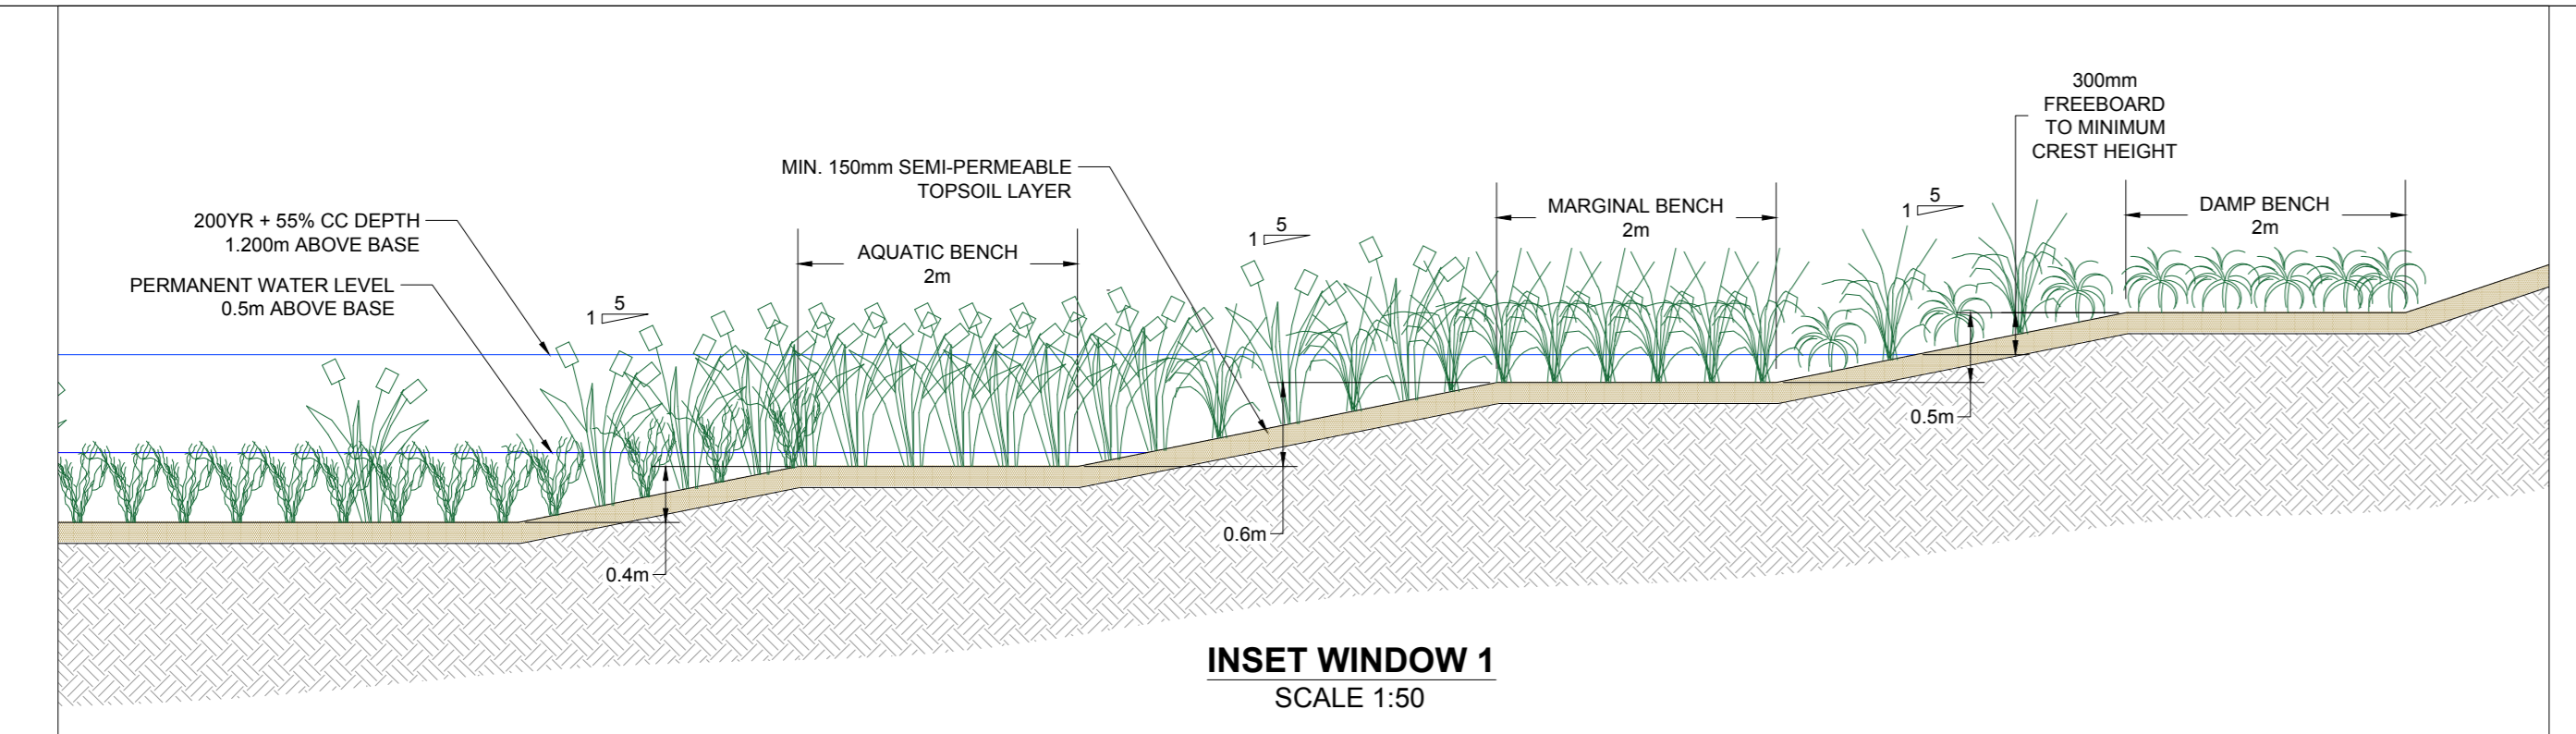 300mm
FREEBOARD
TO MINIMUM
CREST HEIGHT
MIN. 150mm SEMI-PERMEABLE
TOPSOIL LAYER
200YR + 55% CC DEPTH
1.200m ABOVE BASE
PERMANENT WATER LEVEL
0.5m ABOVE BASE
5
1
AQUATIC BENCH
2m
5
1
MARGINAL BENCH
2m
5
1
DAMP BENCH
2m
0.4m
0.6m
0.5m
INSET WINDOW 1
SCALE 1:50